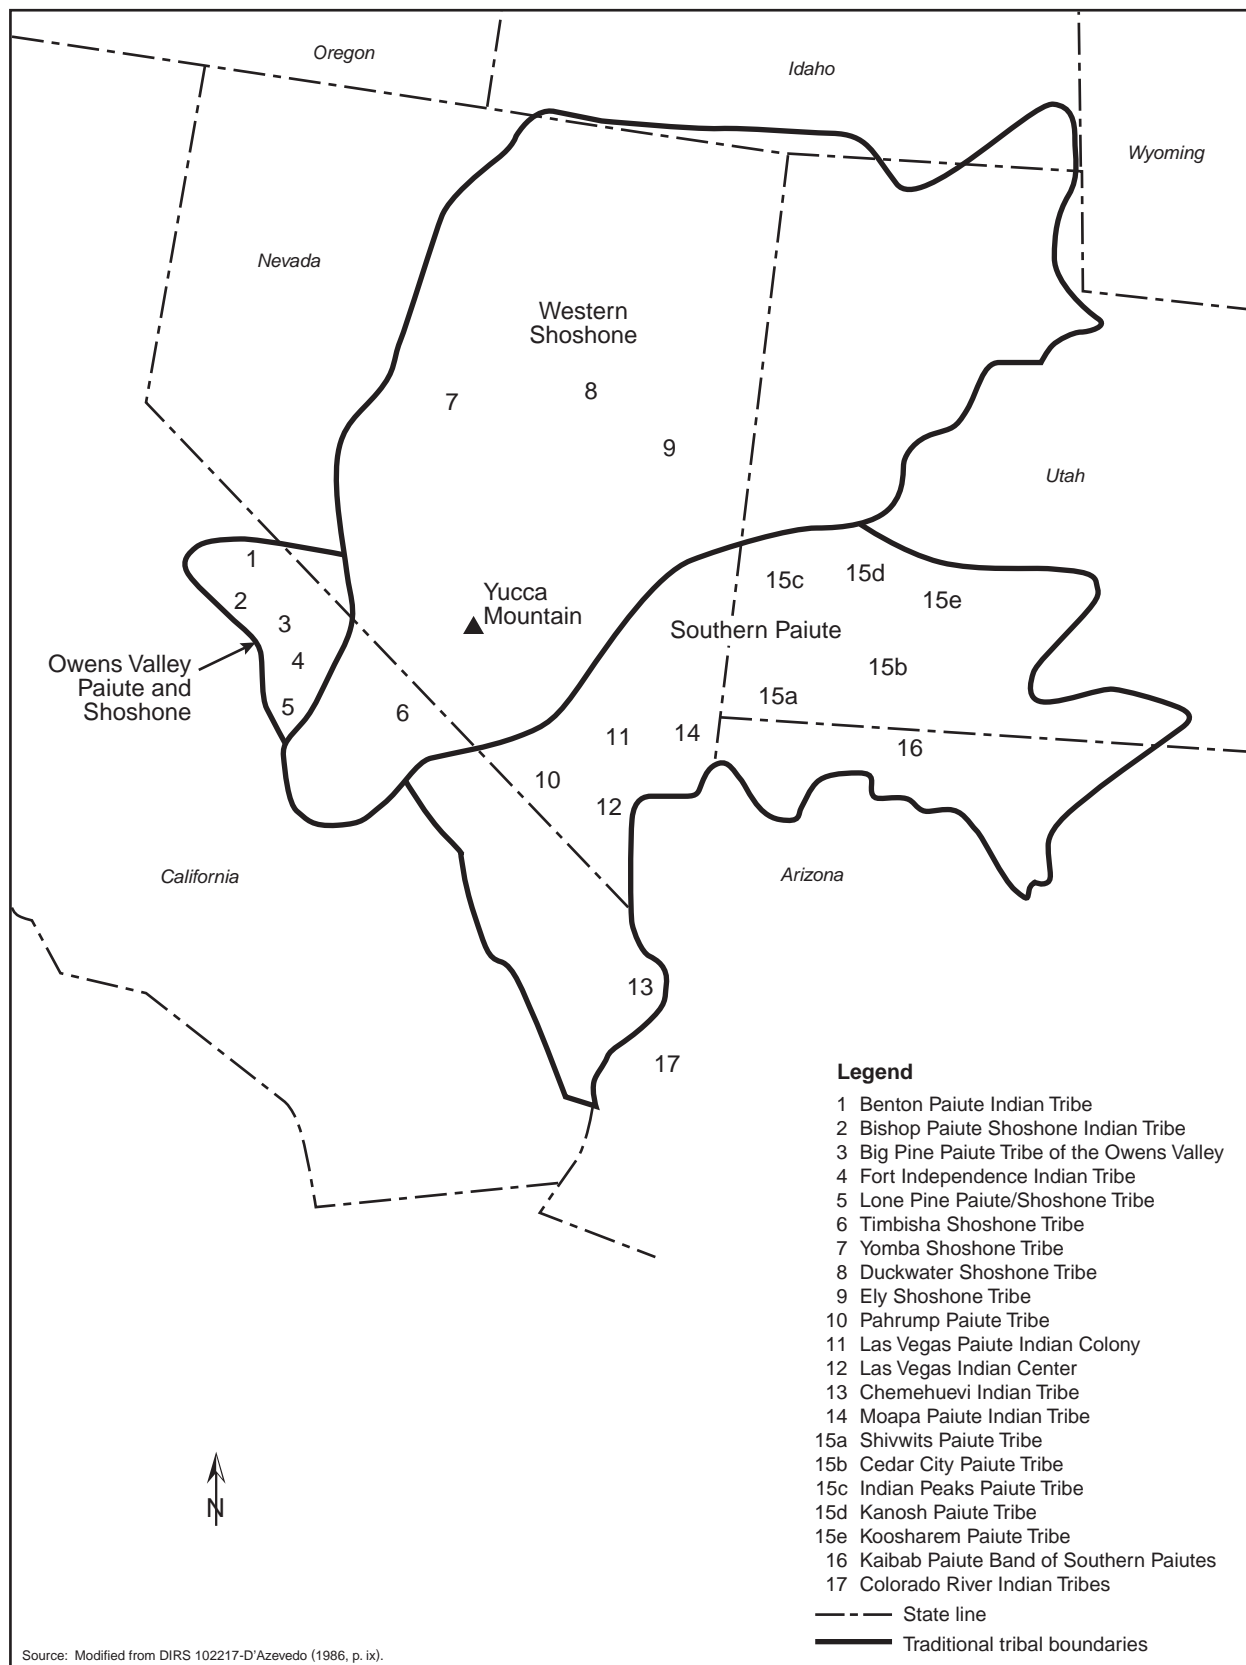 Oregon
Idaho
Wyoming
Nevada
Western
Shoshone
7
8
9
Utah
1
2
3
4
5
6
Owens Valley
Paiute and
Shoshone
Yucca
Mountain
15c
15d
15e
Southern Paiute
15b
15a
11
14
16
10
12
California
Arizona
13
17
Legend
1 Benton Paiute Indian Tribe
2 Bishop Paiute Shoshone Indian Tribe
3 Big Pine Paiute Tribe of the Owens Valley
4 Fort Independence Indian Tribe
5 Lone Pine Paiute/Shoshone Tribe
6 Timbisha Shoshone Tribe
7 Yomba Shoshone Tribe
8 Duckwater Shoshone Tribe
9 Ely Shoshone Tribe
10 Pahrump Paiute Tribe
11 Las Vegas Paiute Indian Colony
12 Las Vegas Indian Center
13 Chemehuevi Indian Tribe
14 Moapa Paiute Indian Tribe
15a Shivwits Paiute Tribe
15b Cedar City Paiute Tribe
15c Indian Peaks Paiute Tribe
15d Kanosh Paiute Tribe
15e Koosharem Paiute Tribe
16 Kaibab Paiute Band of Southern Paiutes
17 Colorado River Indian Tribes
State line
Traditional tribal boundaries
N
Source: Modified from DIRS 102217-D'Azevedo (1986, p. ix).